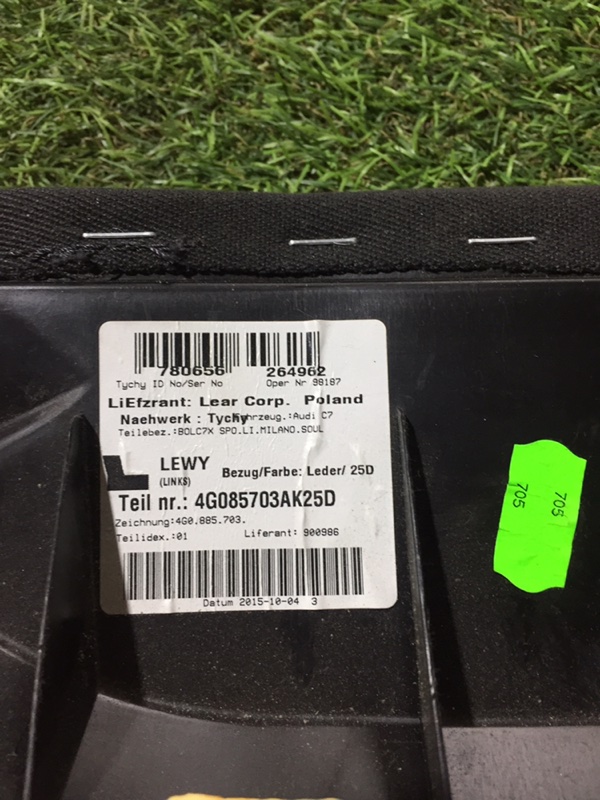 780656 264962
Tychy ID No/Ser No Oper Nr 98187
LiEfzrant: Lear Corp. Poland
Naehwerk : Tychy Fahrzeug.:Audi C7
Teilebez.:BOLC7X SPO.LI.MILANO.SOUL
L LEWY Bezug/Farbe: Leder/ 25D
(LINKS)
Teil nr.: 4G085703AK25D
Zeichnung:4G0.885.703.
Teilidex.:01 Liferant: 900986
Datum 2015-10-04 3
705 705